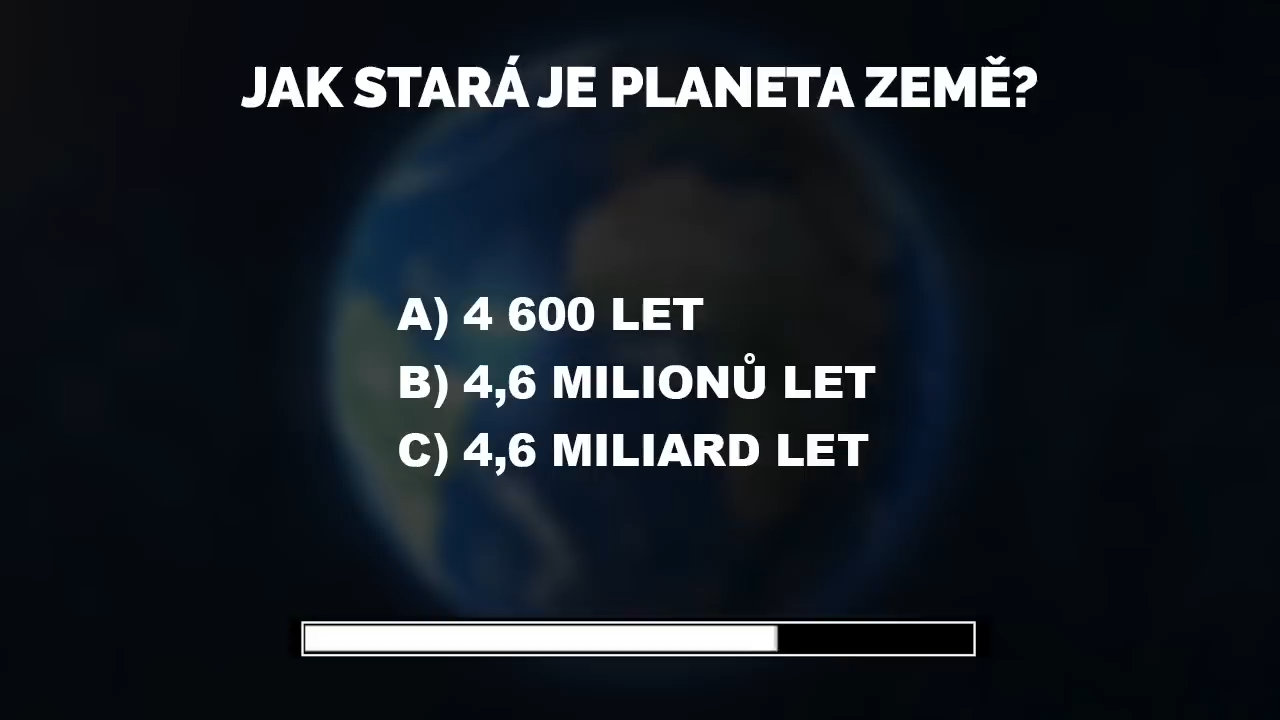 JAK STARÁ JE PLANETA ZEMĚ?
A) 4 600 LET
B) 4,6 MILIONŮ LET
C) 4,6 MILIARD LET